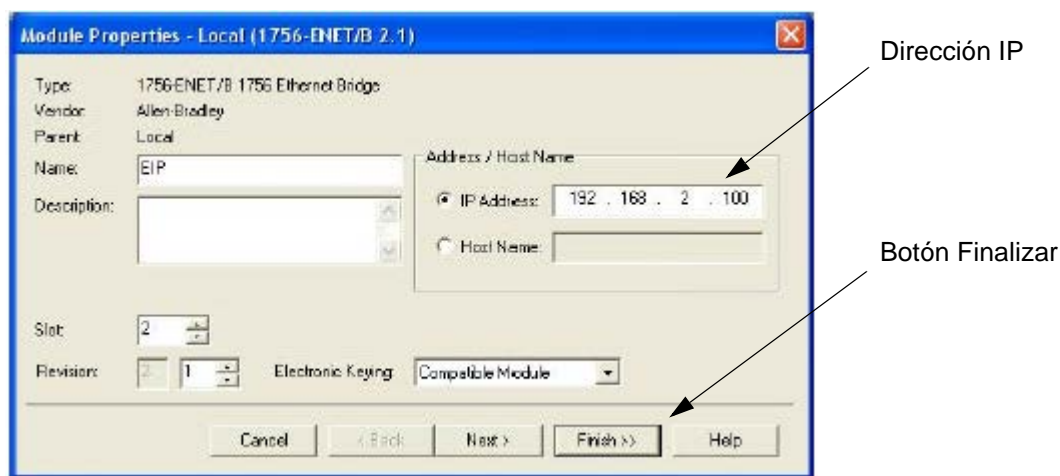 Module Properties - Local (1756-ENET/B 2.1)
Dirección IP
Type: 1756-ENET/B 1756 Ethernet Bridge
Vendor: Allen-Bradley
Parent: Local
Name: EIP
Address / Host Name
IP Address: 192 . 168 . 2 . 100
Description:
Host Name:
Botón Finalizar
Slot: 2
Revision: 2 1 Electronic Keying: Compatible Module
Cancel < Back Next > Finish >> Help